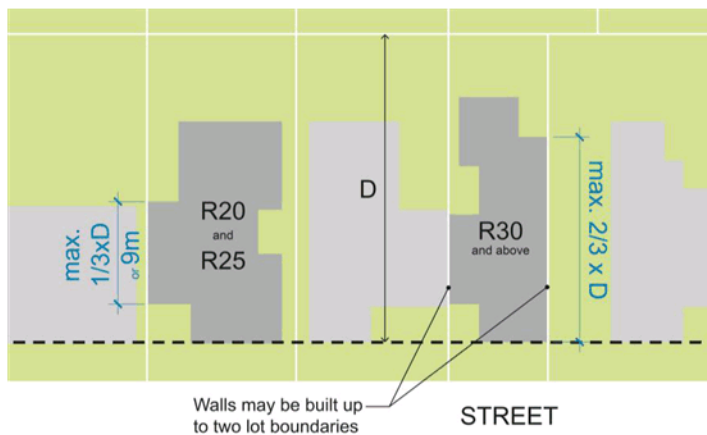 max.
1/3xD
or 9m
R20
and
R25
D
R30
and above
max. 2/3 x D
Walls may be built up
to two lot boundaries
STREET